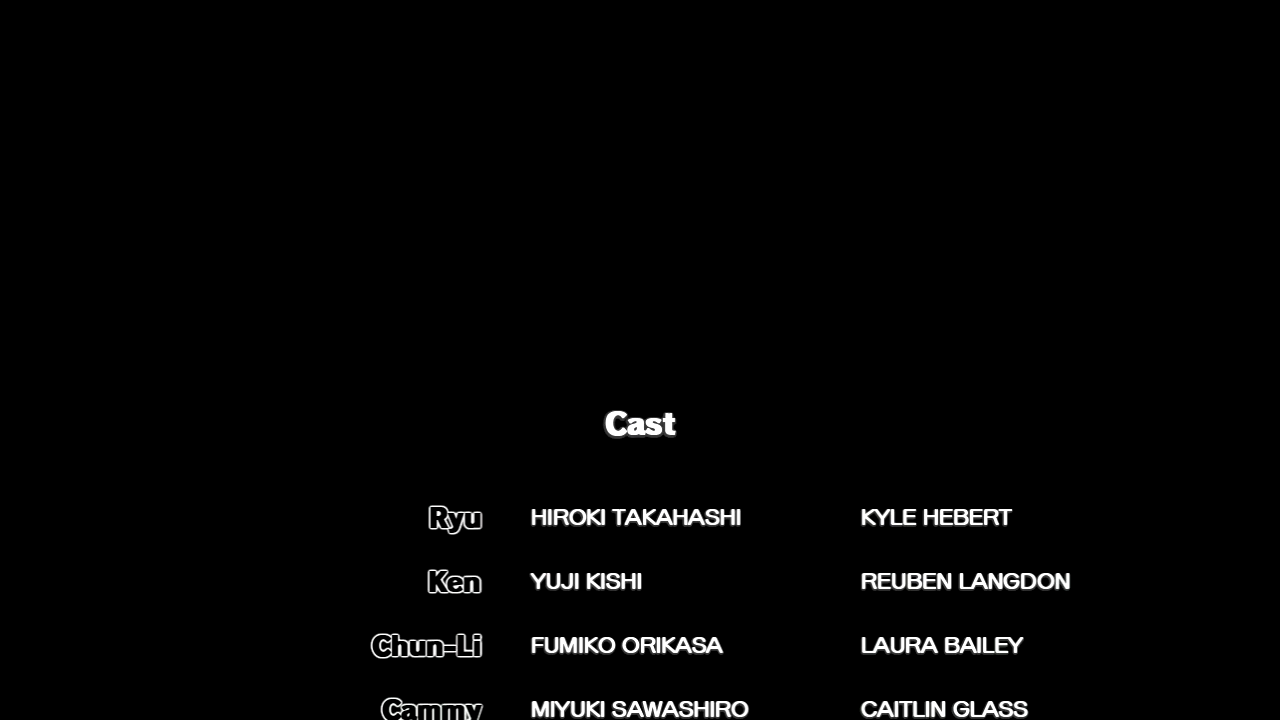 Cast
Ryu HIROKI TAKAHASHI KYLE HEBERT
Ken YUJI KISHI REUBEN LANGDON
Chun-Li FUMIKO ORIKASA LAURA BAILEY
Cammy MIYUKI SAWASHIRO CAITLIN GLASS